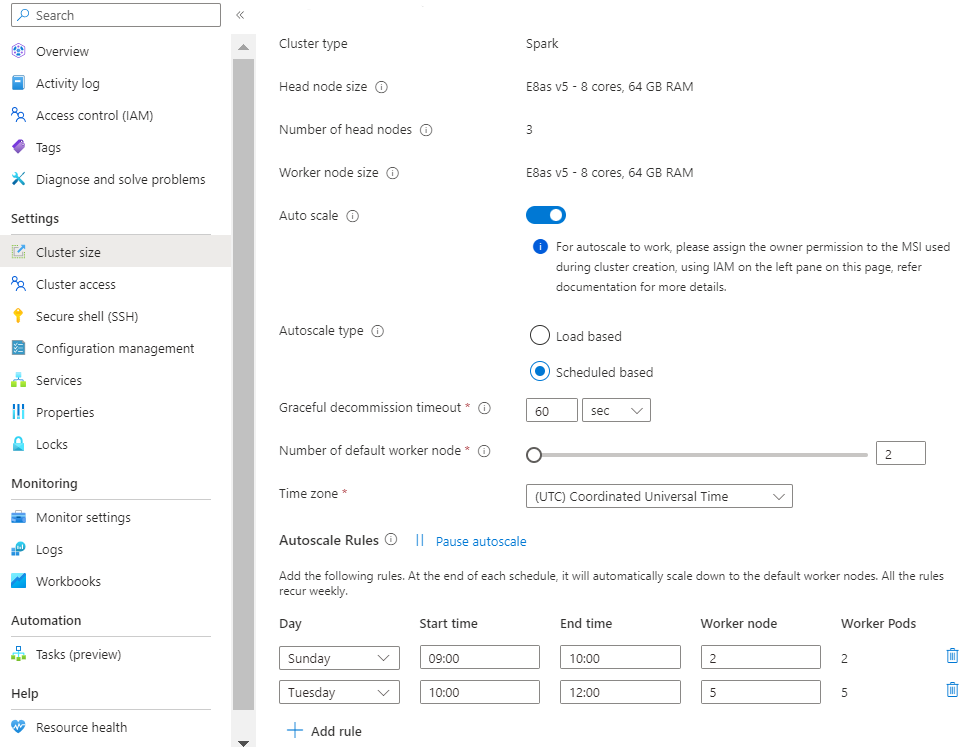 Search
«
Overview
Activity log
Access control (IAM)
Tags
Diagnose and solve problems
Settings
Cluster size
Cluster access
Secure shell (SSH)
Configuration management
Services
Properties
Locks
Monitoring
Monitor settings
Logs
Workbooks
Automation
Tasks (preview)
Help
Resource health
Cluster type Spark
Head node size E8as v5 - 8 cores, 64 GB RAM
Number of head nodes 3
Worker node size E8as v5 - 8 cores, 64 GB RAM
Auto scale
For autoscale to work, please assign the owner permission to the MSI used
during cluster creation, using IAM on the left pane on this page, refer
documentation for more details.
Autoscale type Load based
Scheduled based
Graceful decommission timeout * 60 sec
Number of default worker node * 2
Time zone * (UTC) Coordinated Universal Time
Autoscale Rules Pause autoscale
Add the following rules. At the end of each schedule, it will automatically scale down to the default worker nodes. All the rules
recur weekly.
Day Start time End time Worker node Worker Pods
Sunday 09:00 10:00 2 2
Tuesday 10:00 12:00 5 5
Add rule